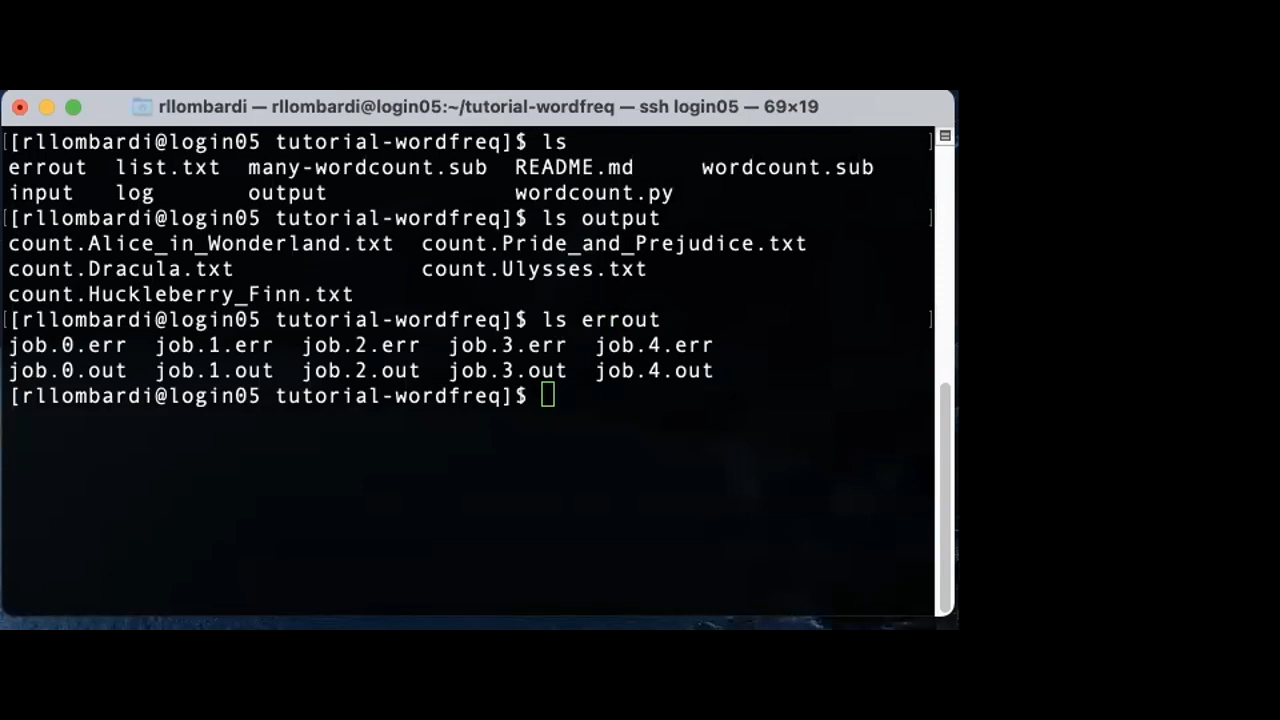 rllombardi — rllombardi@login05:~/tutorial-wordfreq — ssh login05 — 69×19
[[rllombardi@login05 tutorial-wordfreq]$ ls ]
errout  list.txt  many-wordcount.sub  README.md     wordcount.sub
input   log       output              wordcount.py
[[rllombardi@login05 tutorial-wordfreq]$ ls output ]
count.Alice_in_Wonderland.txt  count.Pride_and_Prejudice.txt
count.Dracula.txt              count.Ulysses.txt
count.Huckleberry_Finn.txt
[[rllombardi@login05 tutorial-wordfreq]$ ls errout ]
job.0.err  job.1.err  job.2.err  job.3.err  job.4.err
job.0.out  job.1.out  job.2.out  job.3.out  job.4.out
[rllombardi@login05 tutorial-wordfreq]$